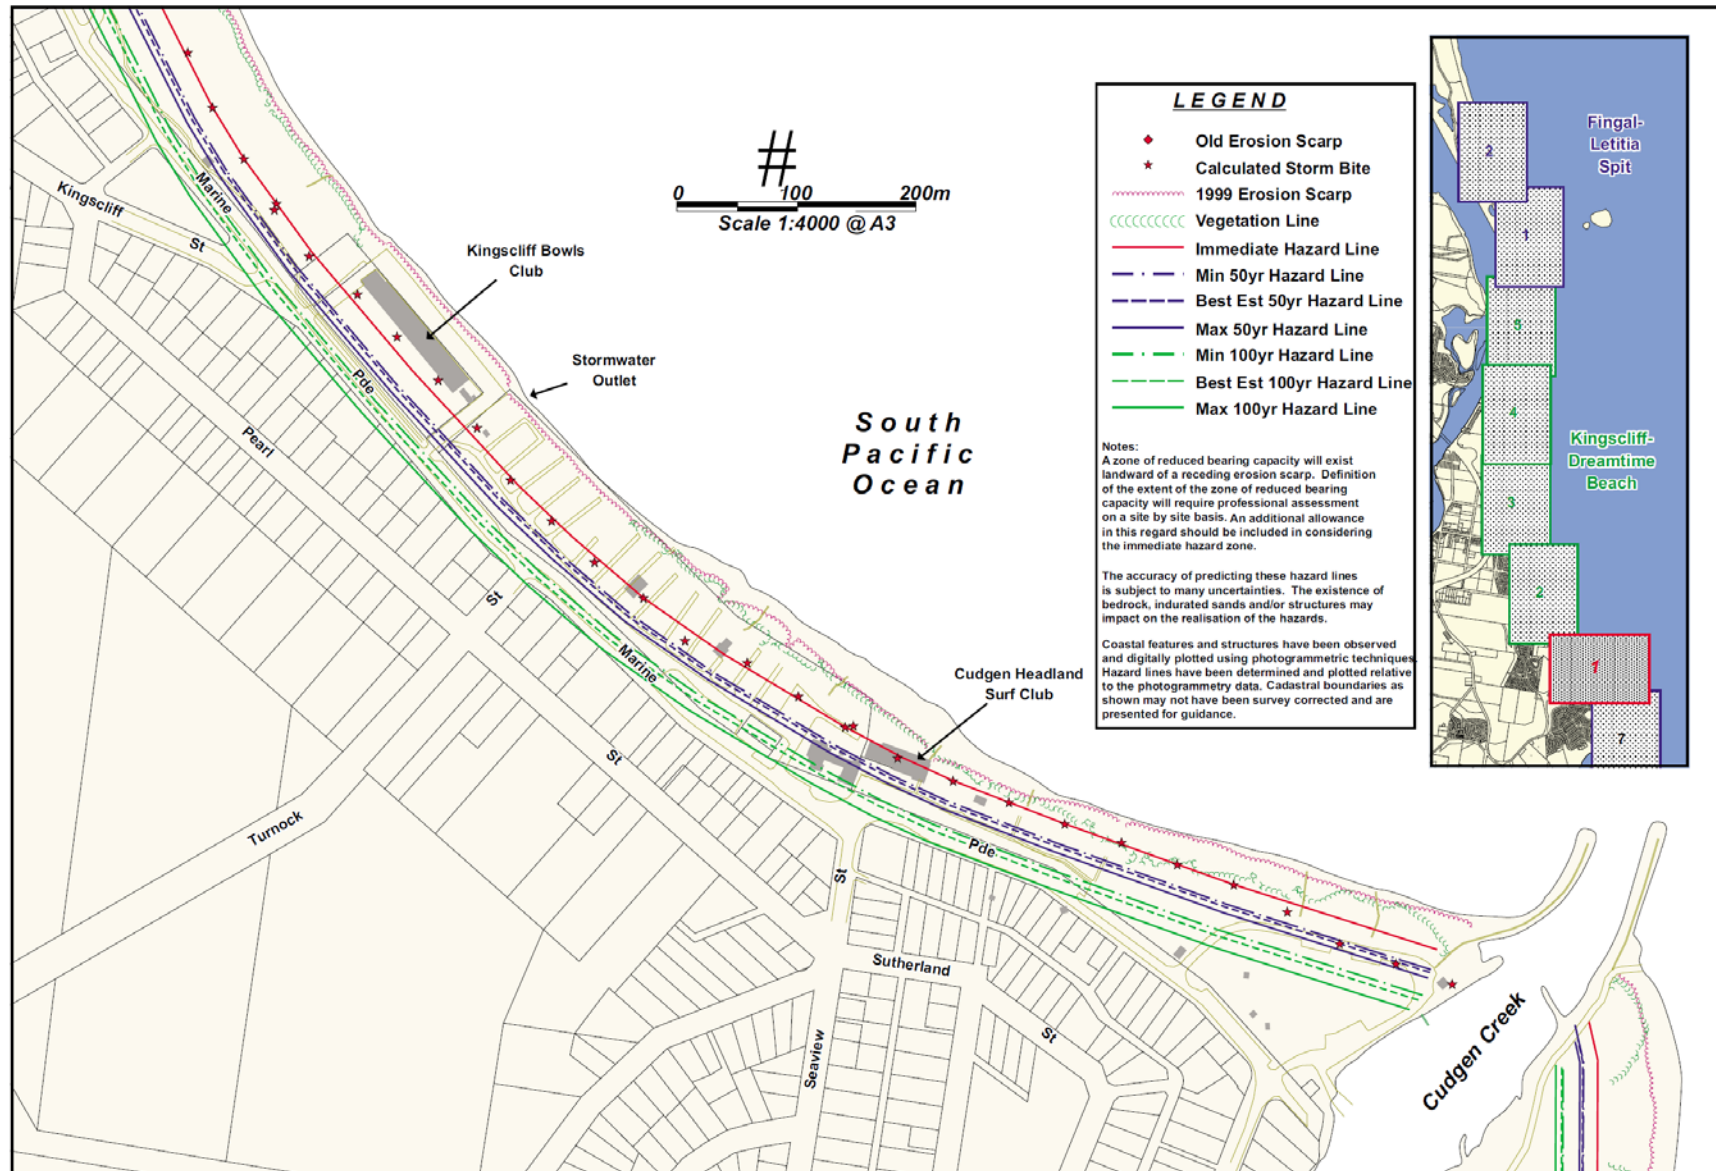 Kingscliff
St
Marine
Pde
Kingscliff Bowls
Club
Stormwater
Outlet
Pearl
St
Marine
St
Turnock
#
0 100 200m
Scale 1:4000 @ A3
South
Pacific
Ocean
Cudgen Headland
Surf Club
Pde
St
Sutherland
St
Seaview
Cudgen Creek
LEGEND
Old Erosion Scarp
Calculated Storm Bite
1999 Erosion Scarp
Vegetation Line
Immediate Hazard Line
Min 50yr Hazard Line
Best Est 50yr Hazard Line
Max 50yr Hazard Line
Min 100yr Hazard Line
Best Est 100yr Hazard Line
Max 100yr Hazard Line
Notes:
A zone of reduced bearing capacity will exist
landward of a receding erosion scarp. Definition
of the extent of the zone of reduced bearing
capacity will require professional assessment
on a site by site basis. An additional allowance
in this regard should be included in considering
the immediate hazard zone.
The accuracy of predicting these hazard lines
is subject to many uncertainties. The existence of
bedrock, indurated sands and/or structures may
impact on the realisation of the hazards.
Coastal features and structures have been observed
and digitally plotted using photogrammetric techniques.
Hazard lines have been determined and plotted relative
to the photogrammetry data. Cadastral boundaries as
shown may not have been survey corrected and are
presented for guidance.
Fingal-
Letitia
Spit
2
1
5
4
Kingscliff-
Dreamtime
Beach
3
2
1
7